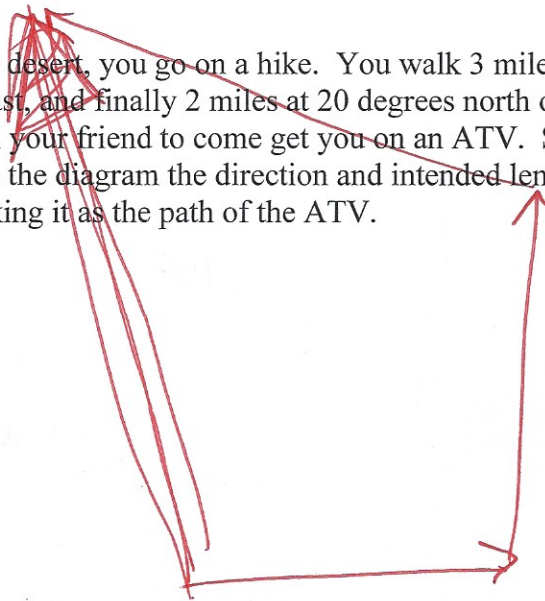 desert, you go on a hike. You walk 3 mile
st, and finally 2 miles at 20 degrees north o
your friend to come get you on an ATV. S
the diagram the direction and intended len
king it as the path of the ATV.